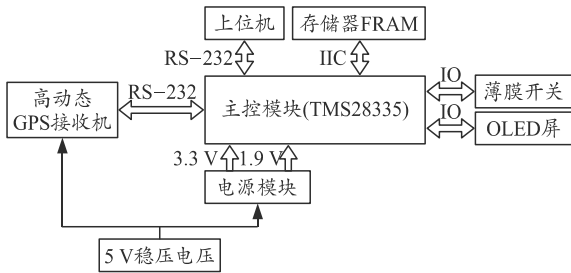 上位机
存储器FRAM
RS-232
IIC
高动态
GPS接收机
RS-232
主控模块(TMS28335)
IO
薄膜开关
IO
OLED屏
3.3 V
1.9 V
电源模块
5 V稳压电压